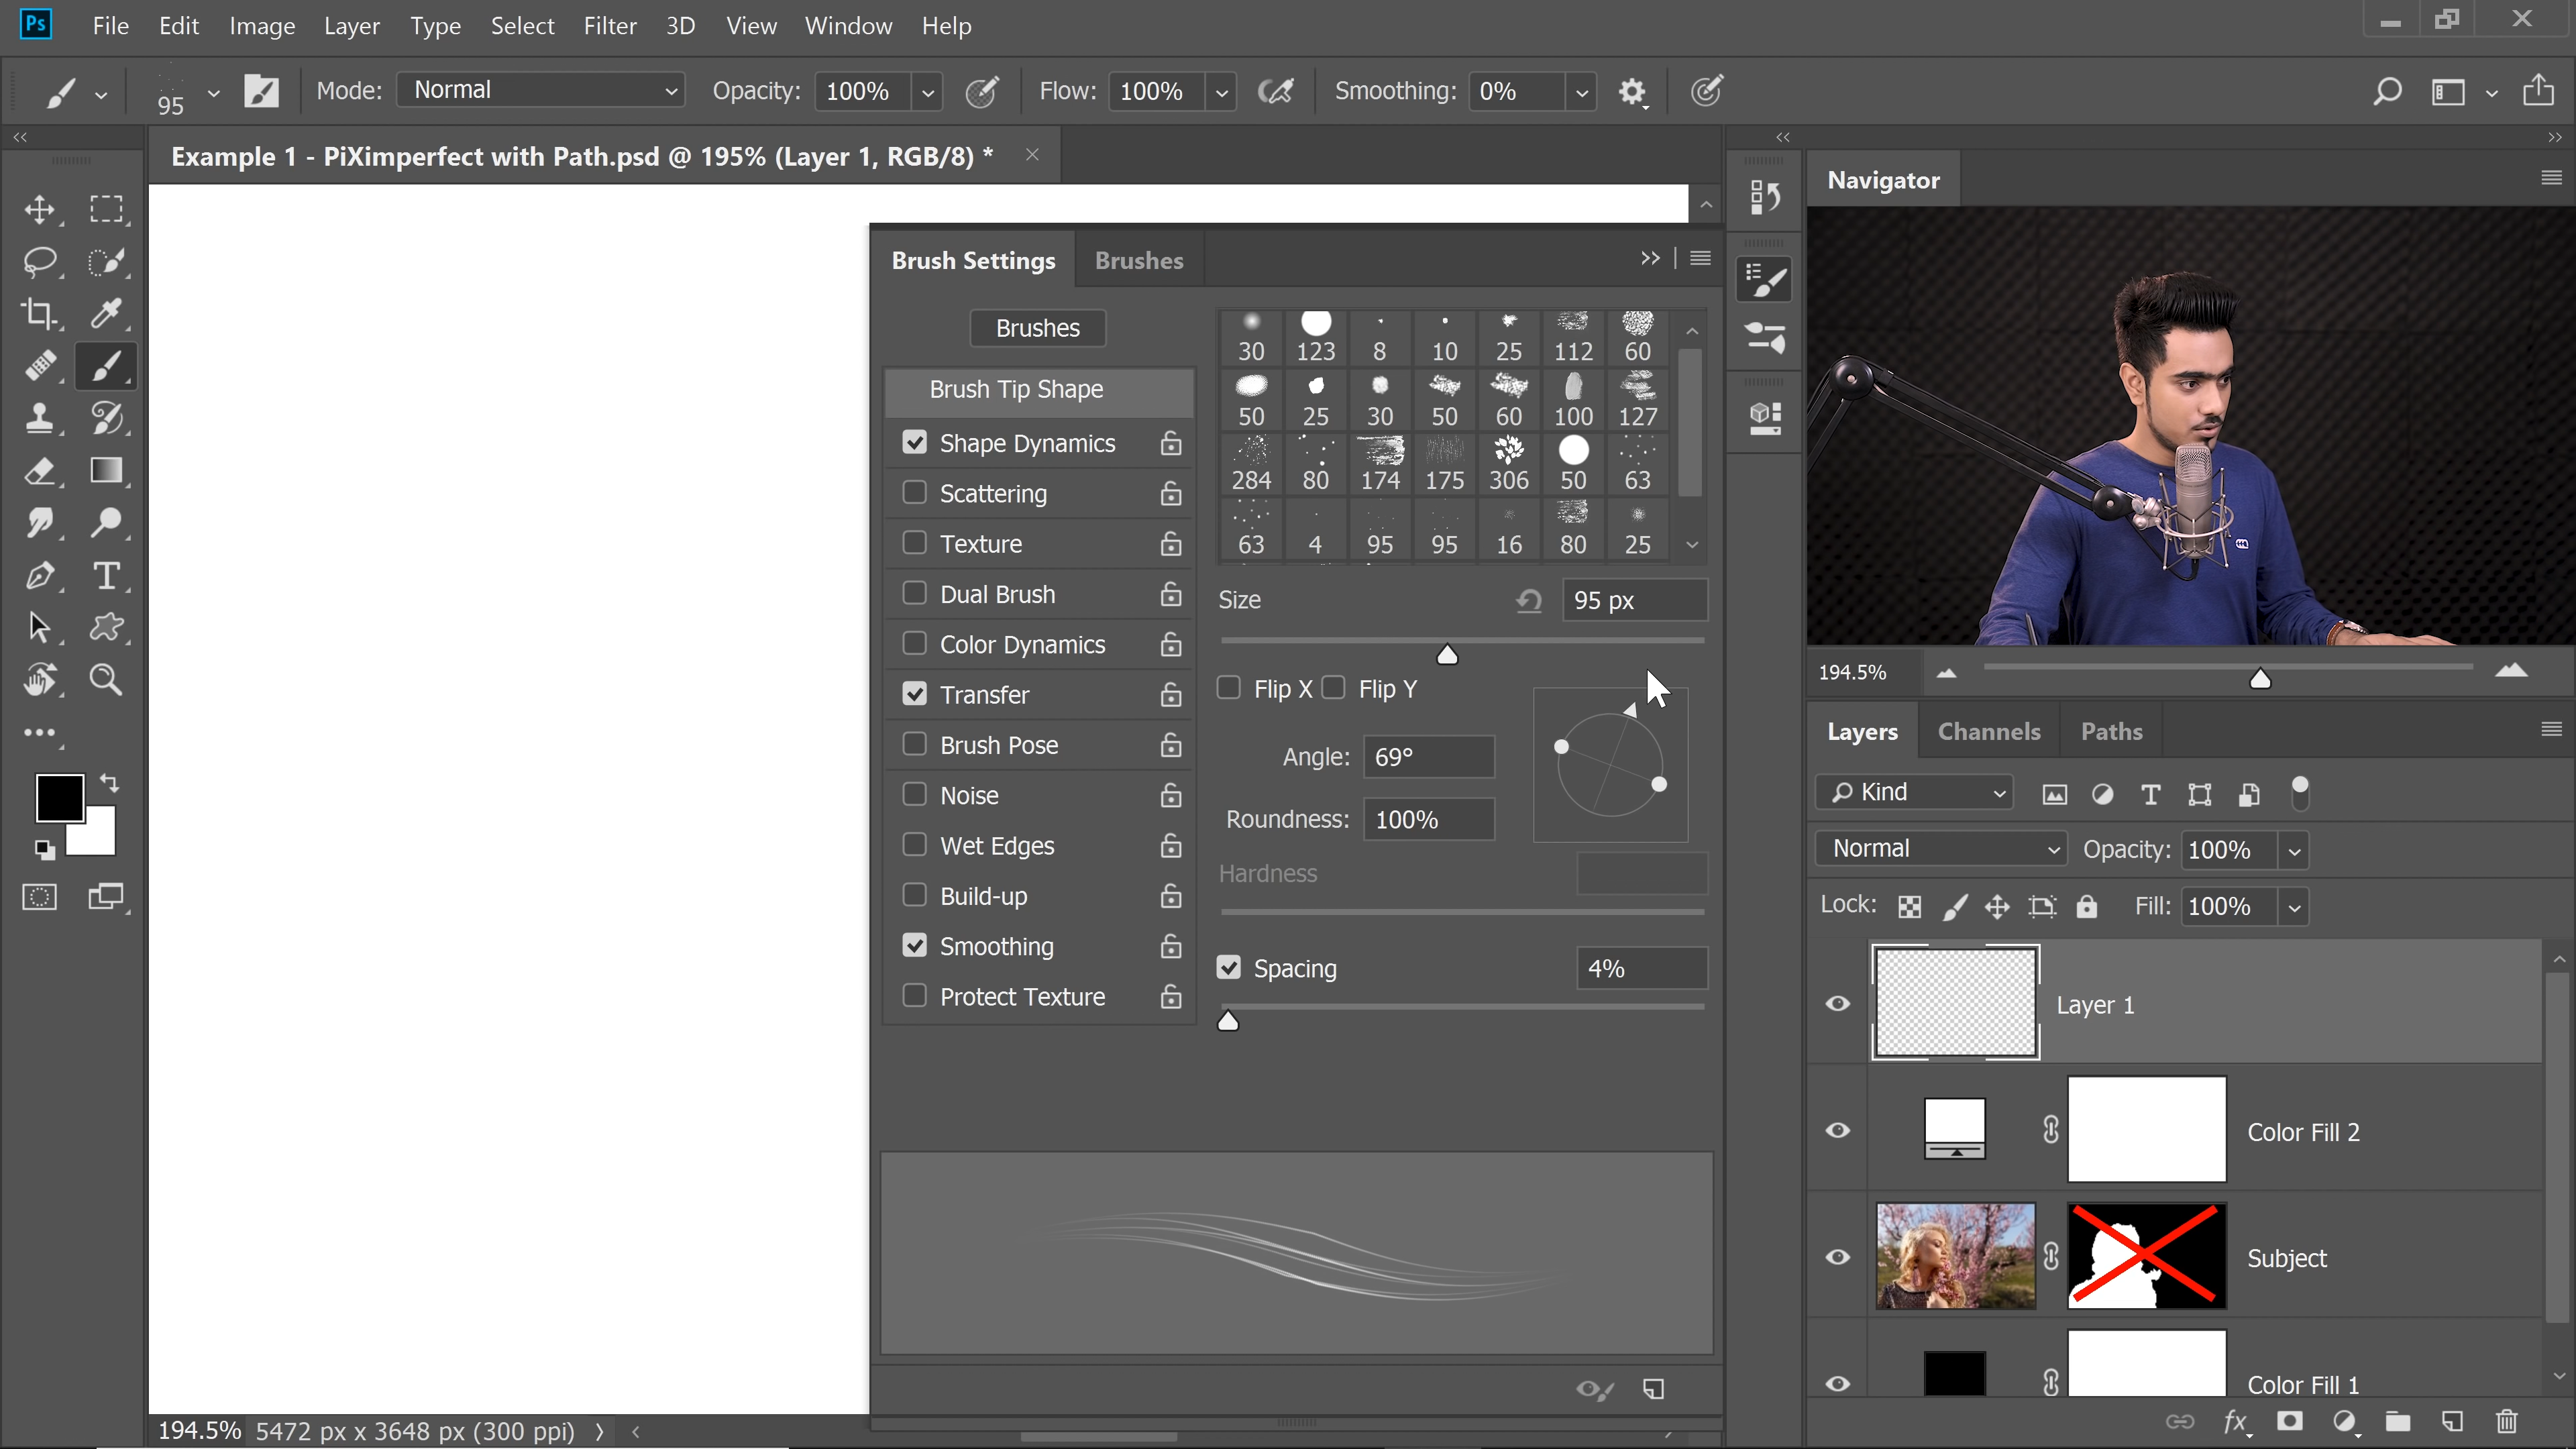 Ps File Edit Image Layer Type Select Filter 3D View Window Help
95 Mode: Normal Opacity: 100% Flow: 100% Smoothing: 0%
Example 1 - PiXimperfect with Path.psd @ 195% (Layer 1, RGB/8) *
Navigator
Brush Settings Brushes
Brushes
30 123 8 10 25 112 60
50 25 30 50 60 100 127
284 80 174 175 306 50 63
63 4 95 95 16 80 25
Brush Tip Shape
Shape Dynamics
Scattering
Texture
Dual Brush
Color Dynamics
Transfer
Brush Pose
Noise
Wet Edges
Build-up
Smoothing
Protect Texture
Size 95 px
Flip X Flip Y
Angle: 69°
Roundness: 100%
Hardness
Spacing 4%
194.5%
Layers Channels Paths
Kind
Normal Opacity: 100%
Lock: Fill: 100%
Layer 1
Color Fill 2
Subject
Color Fill 1
fx
194.5% 5472 px x 3648 px (300 ppi)